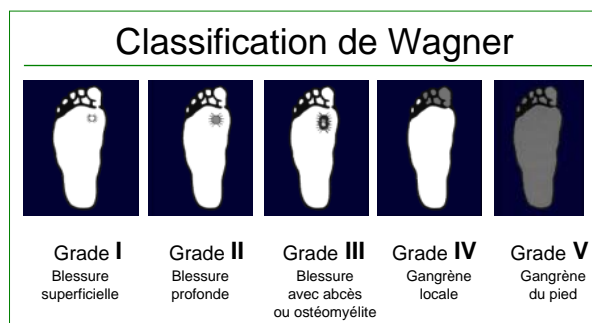 Classification de Wagner
Grade I
Blessure
superficielle
Grade II
Blessure
profonde
Grade III
Blessure
avec abcès
ou ostéomyélite
Grade IV
Gangrène
locale
Grade V
Gangrène
du pied